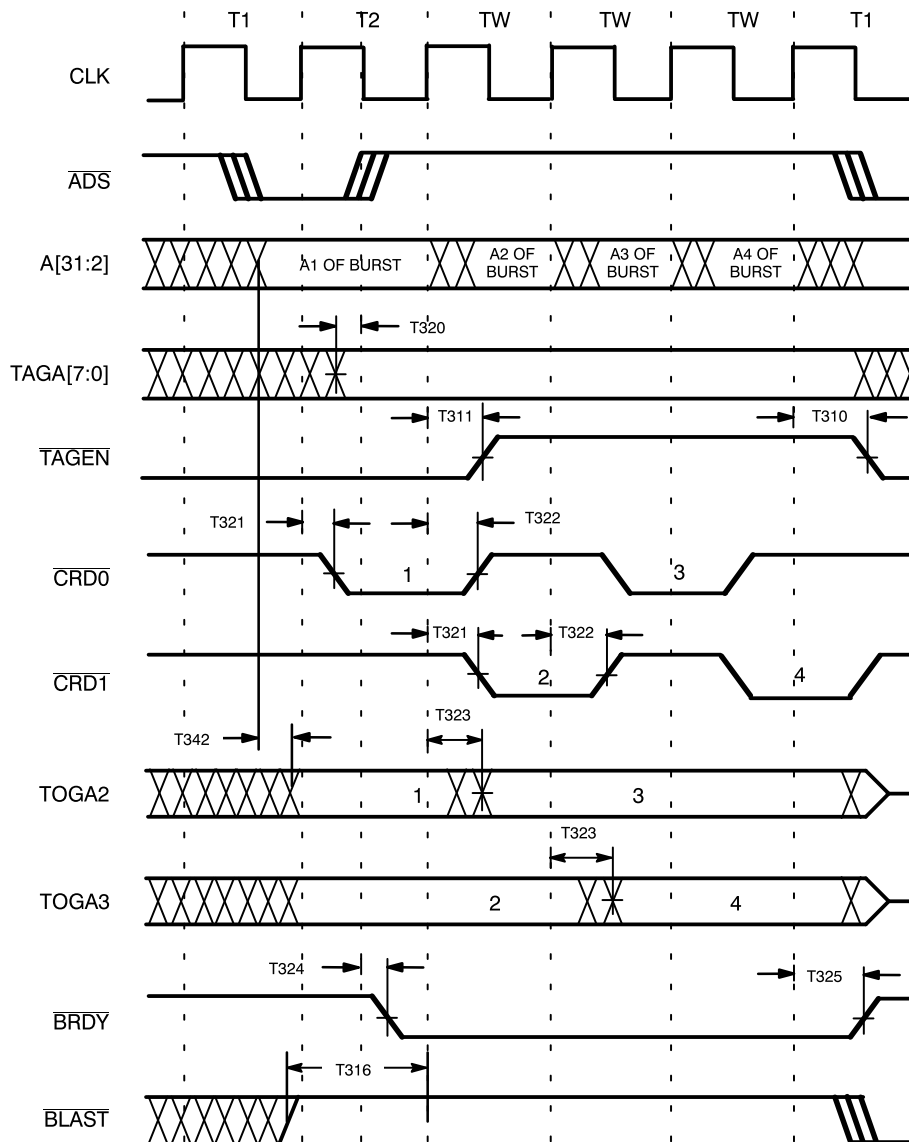 T1 T2 TW TW TW T1
CLK
ADS
A[31:2]
A1 OF BURST
A2 OF
BURST
A3 OF
BURST
A4 OF
BURST
T320
TAGA[7:0]
T311
T310
TAGEN
T321
T322
CRD0
1
3
T321
T322
CRD1
2
4
T323
T342
TOGA2
1
3
T323
TOGA3
2
4
T324
T325
BRDY
T316
BLAST